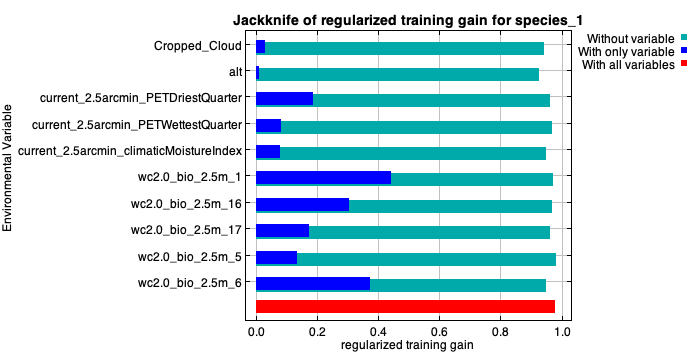 Jackknife of regularized training gain for species_1
Without variable
With only variable
With all variables
Environmental Variable
Cropped_Cloud
alt
current_2.5arcmin_PETDriestQuarter
current_2.5arcmin_PETWettestQuarter
current_2.5arcmin_climaticMoistureIndex
wc2.0_bio_2.5m_1
wc2.0_bio_2.5m_16
wc2.0_bio_2.5m_17
wc2.0_bio_2.5m_5
wc2.0_bio_2.5m_6
0.0 0.2 0.4 0.6 0.8 1.0
regularized training gain